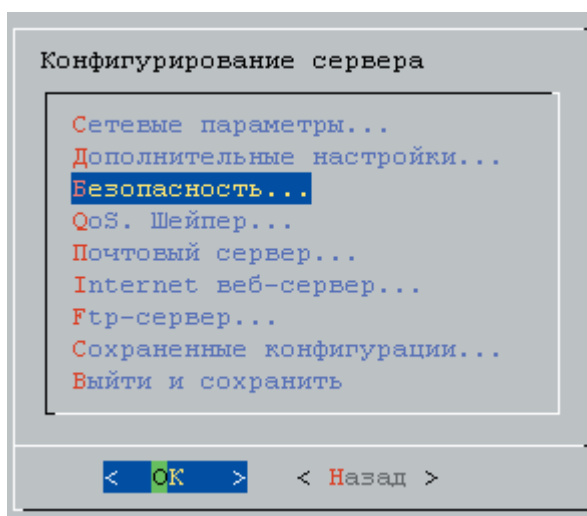 Конфигурирование сервера
Сетевые параметры...
Дополнительные настройки...
Безопасность...
QoS. Шейпер...
Почтовый сервер...
Internet веб-сервер...
Ftp-сервер...
Сохраненные конфигурации...
Выйти и сохранить
< OK > < Назад >